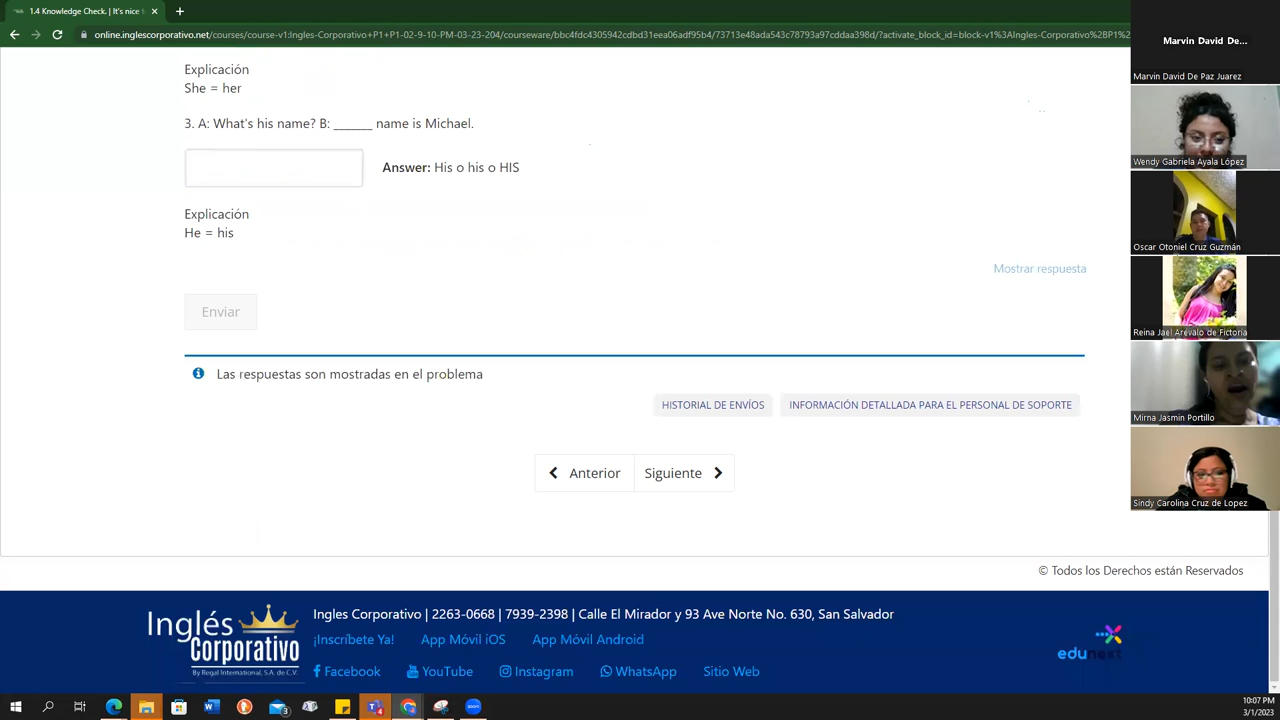 1.4 Knowledge Check. | It's nice t
online.inglescorporativo.net/courses/course-v1:Ingles-Corporativo+P1+P1-02-9-10-PM-03-23-204/courseware/bbc4fdc4305942cdbd31eea06adf95b4/73713e48ada543c78793a97cddaa398d/?activate_block_id=block-v1%3AIngles-Corporativo%2BP1%2
Explicación
She = her
3. A: What's his name? B: ______ name is Michael.
Answer: His o his o HIS
Explicación
He = his
Mostrar respuesta
Enviar
Las respuestas son mostradas en el problema
HISTORIAL DE ENVÍOS
INFORMACIÓN DETALLADA PARA EL PERSONAL DE SOPORTE
Anterior
Siguiente
© Todos los Derechos están Reservados
Inglés
Corporativo
By Regal International, S.A. de C.V.
Ingles Corporativo | 2263-0668 | 7939-2398 | Calle El Mirador y 93 Ave Norte No. 630, San Salvador
¡Inscríbete Ya!
App Móvil iOS
App Móvil Android
Facebook
YouTube
Instagram
WhatsApp
Sitio Web
edunext
Marvin David De...
Marvin David De Paz Juarez
Wendy Gabriela Ayala López
Oscar Otoniel Cruz Guzmán
Reina Jael Arévalo de Fictoria
Mirna Jasmin Portillo
Sindy Carolina Cruz de Lopez
10:07 PM
3/1/2023